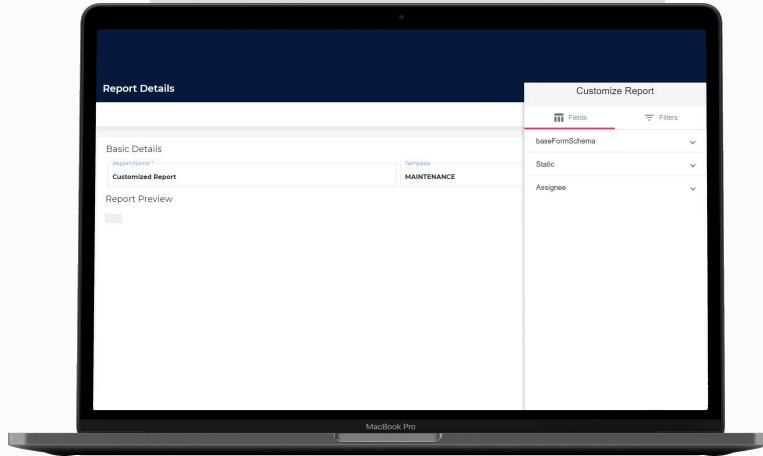 Report Details
Customize Report
Fields
Filters
Basic Details
baseFormSchema
Report Name *
Template
Static
Customized Report
MAINTENANCE
Assignee
Report Preview
MacBook Pro